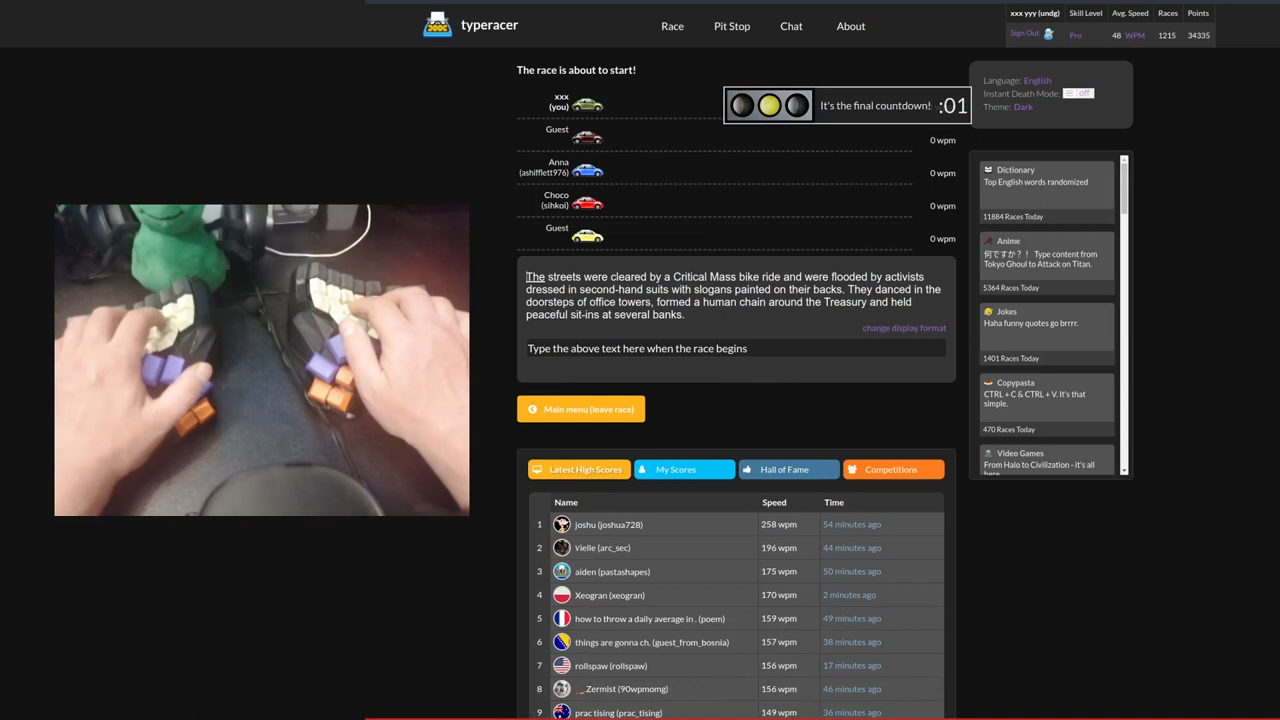 typeracer
Race
Pit Stop
Chat
About
xxx yyy (undg)
Skill Level
Avg. Speed
Races
Points
Sign Out
Pro
48 WPM
1215
34335
The race is about to start!
xxx
(you)
It's the final countdown!
:01
Guest
0 wpm
Anna
(ashifflett976)
0 wpm
Choco
(sihkoi)
0 wpm
Guest
0 wpm
The streets were cleared by a Critical Mass bike ride and were flooded by activists
dressed in second-hand suits with slogans painted on their backs. They danced in the
doorsteps of office towers, formed a human chain around the Treasury and held
peaceful sit-ins at several banks.
change display format
Type the above text here when the race begins
Main menu (leave race)
Language: English
Instant Death Mode: off
Theme: Dark
Dictionary
Top English words randomized
11884 Races Today
Anime
何ですか？！ Type content from
Tokyo Ghoul to Attack on Titan.
5364 Races Today
Jokes
Haha funny quotes go brrrr.
1401 Races Today
Copypasta
CTRL + C & CTRL + V. It's that
simple.
470 Races Today
Video Games
From Halo to Civilization - it's all
here
Latest High Scores
My Scores
Hall of Fame
Competitions
Name Speed Time
1 joshu (joshua728) 258 wpm 54 minutes ago
2 Vielle (arc_sec) 196 wpm 44 minutes ago
3 aiden (pastashapes) 175 wpm 50 minutes ago
4 Xeogran (xeogran) 170 wpm 2 minutes ago
5 how to throw a daily average in . (poem) 159 wpm 49 minutes ago
6 things are gonna ch. (guest_from_bosnia) 157 wpm 38 minutes ago
7 rollspaw (rollspaw) 156 wpm 17 minutes ago
8 Zermist (90wpmomg) 156 wpm 46 minutes ago
9 prac tising (prac_tising) 149 wpm 36 minutes ago